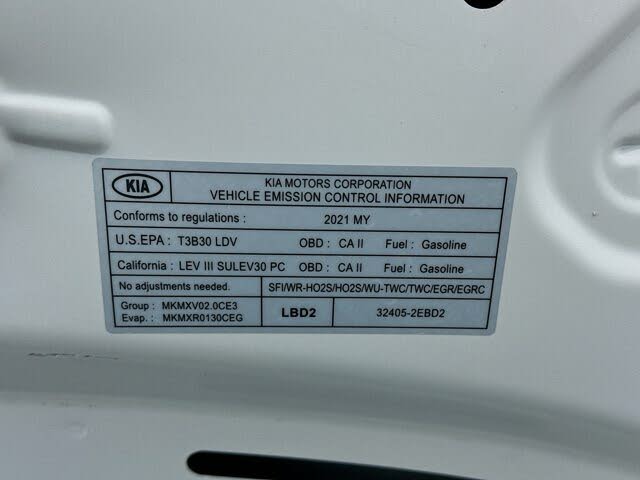 KIA
KIA MOTORS CORPORATION
VEHICLE EMISSION CONTROL INFORMATION
Conforms to regulations : 2021 MY
U.S.EPA : T3B30 LDV OBD : CA II Fuel : Gasoline
California : LEV III SULEV30 PC OBD : CA II Fuel : Gasoline
No adjustments needed. SFI/WR-HO2S/HO2S/WU-TWC/TWC/EGR/EGRC
Group : MKMXV02.0CE3
Evap. : MKMXR0130CEG
LBD2
32405-2EBD2